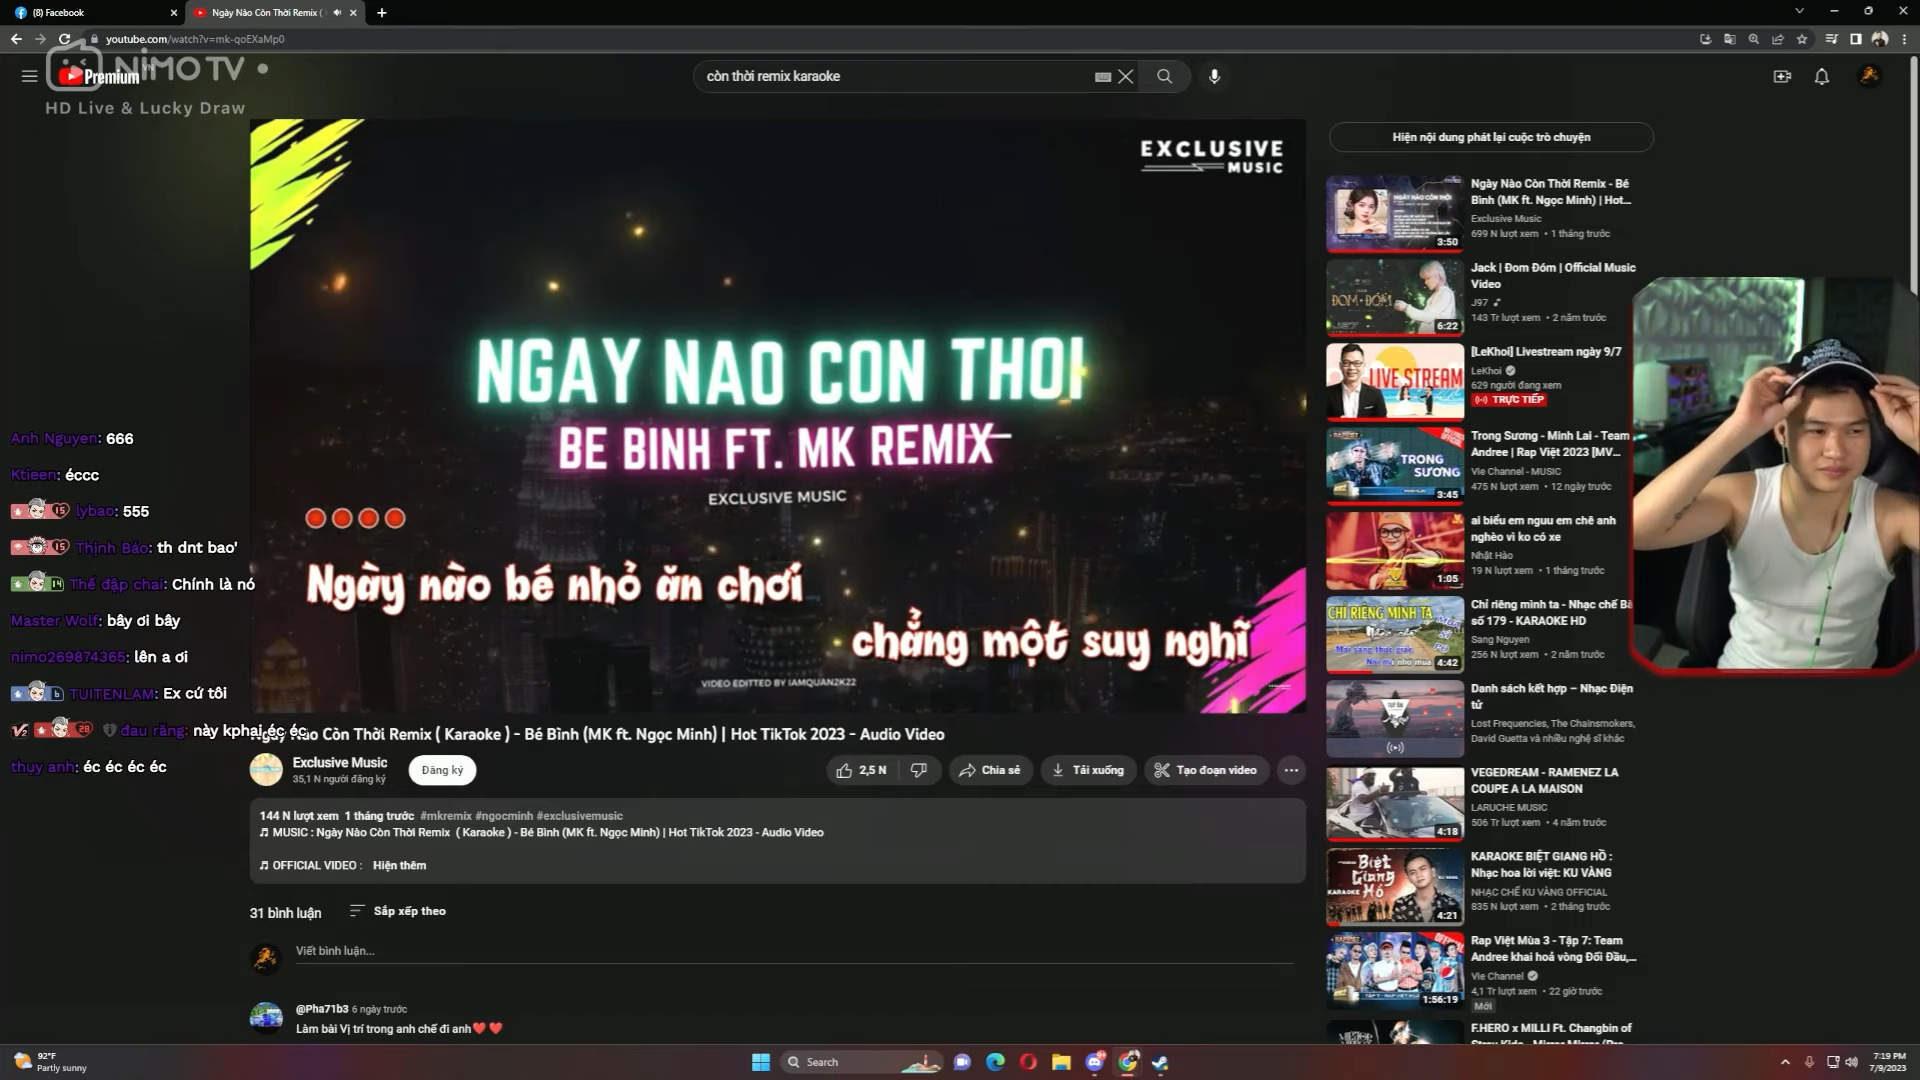 (8) Facebook
Ngày Nào Còn Thời Remix (
youtube.com/watch?v=mk-qoEXaMp0
NIMO TV
HD Live & Lucky Draw
Premium
VN
còn thời remix karaoke
EXCLUSIVE
MUSIC
NGAY NAO CON THOI
BE BINH FT. MK REMIX
EXCLUSIVE MUSIC
Ngày nào bé nhỏ ăn chơi
chẳng một suy nghĩ
VIDEO EDITTED BY IAMQUAN2K22
Anh Nguyen: 666
Ktieen: éccc
15 lybao: 555
15 Thịnh Bảo: th dnt bao'
14 Thế đập chai: Chính là nó
Master Wolf: bây ơi bây
nimo269874365: lên a ơi
6 TUITENLAM: Ex cứ tôi
V2 28 đau răng: này kphai éc éc
thụy anh: éc éc éc éc
Ngày Nào Còn Thời Remix ( Karaoke ) - Bé Bình (MK ft. Ngọc Minh) | Hot TikTok 2023 - Audio Video
Exclusive Music
35,1 N người đăng ký
Đăng ký
2,5 N
Chia sẻ
Tải xuống
Tạo đoạn video
144 N lượt xem 1 tháng trước #mkremix #ngocminh #exclusivemusic
♫ MUSIC : Ngày Nào Còn Thời Remix ( Karaoke ) - Bé Bình (MK ft. Ngọc Minh) | Hot TikTok 2023 - Audio Video
♫ OFFICIAL VIDEO : Hiện thêm
31 bình luận
Sắp xếp theo
Viết bình luận...
@Pha71b3 6 ngày trước
Làm bài Vị trí trong anh chế đi anh❤️ ❤️
Hiện nội dung phát lại cuộc trò chuyện
3:50
Ngày Nào Còn Thời Remix - Bé
Bình (MK ft. Ngọc Minh) | Hot...
Exclusive Music
699 N lượt xem • 1 tháng trước
ĐOM ĐÓM
6:22
Jack | Đom Đóm | Official Music
Video
J97 ♪
143 Tr lượt xem • 2 năm trước
LIVE STREAM
[LeKhoi] Livestream ngày 9/7
LeKhoi
629 người đang xem
TRỰC TIẾP
TRONG
SƯƠNG
3:45
Trong Sương - Minh Lai - Team
Andree | Rap Việt 2023 [MV...
Vie Channel - MUSIC
475 N lượt xem • 12 ngày trước
1:05
ai biểu em nguu em chê anh
nghèo vì ko có xe
Nhật Hào
19 N lượt xem • 1 tháng trước
CHỈ RIÊNG MÌNH TA
4:42
Chỉ riêng mình ta - Nhạc chế Bá
số 179 - KARAOKE HD
Sang Nguyen
256 N lượt xem • 2 năm trước
Danh sách kết hợp – Nhạc Điện
tử
Lost Frequencies, The Chainsmokers,
David Guetta và nhiều nghệ sĩ khác
4:18
VEGEDREAM - RAMENEZ LA
COUPE A LA MAISON
LARUCHE MUSIC
506 Tr lượt xem • 4 năm trước
Biệt
Giang
Hồ
KARAOKE
4:21
KARAOKE BIỆT GIANG HỒ :
Nhạc hoa lời việt: KU VÀNG
NHẠC CHẾ KU VÀNG OFFICIAL
835 N lượt xem • 2 tháng trước
1:56:19
Rap Việt Mùa 3 - Tập 7: Team
Andree khai hoả vòng Đối Đầu,...
Vie Channel
4,1 Tr lượt xem • 22 giờ trước
Mới
F.HERO x MILLI Ft. Changbin of
92°F
Partly sunny
Search
7:19 PM
7/9/2023